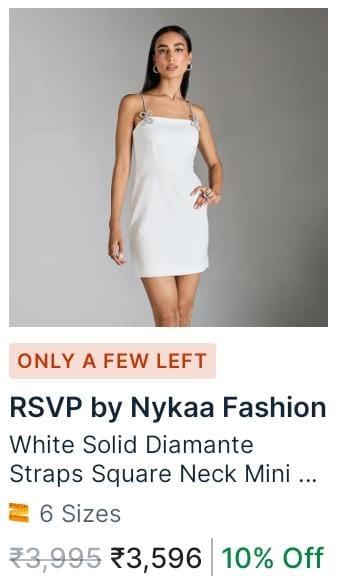 ONLY A FEW LEFT
RSVP by Nykaa Fashion
White Solid Diamante
Straps Square Neck Mini ...
6 Sizes
₹3,995 ₹3,596 | 10% Off